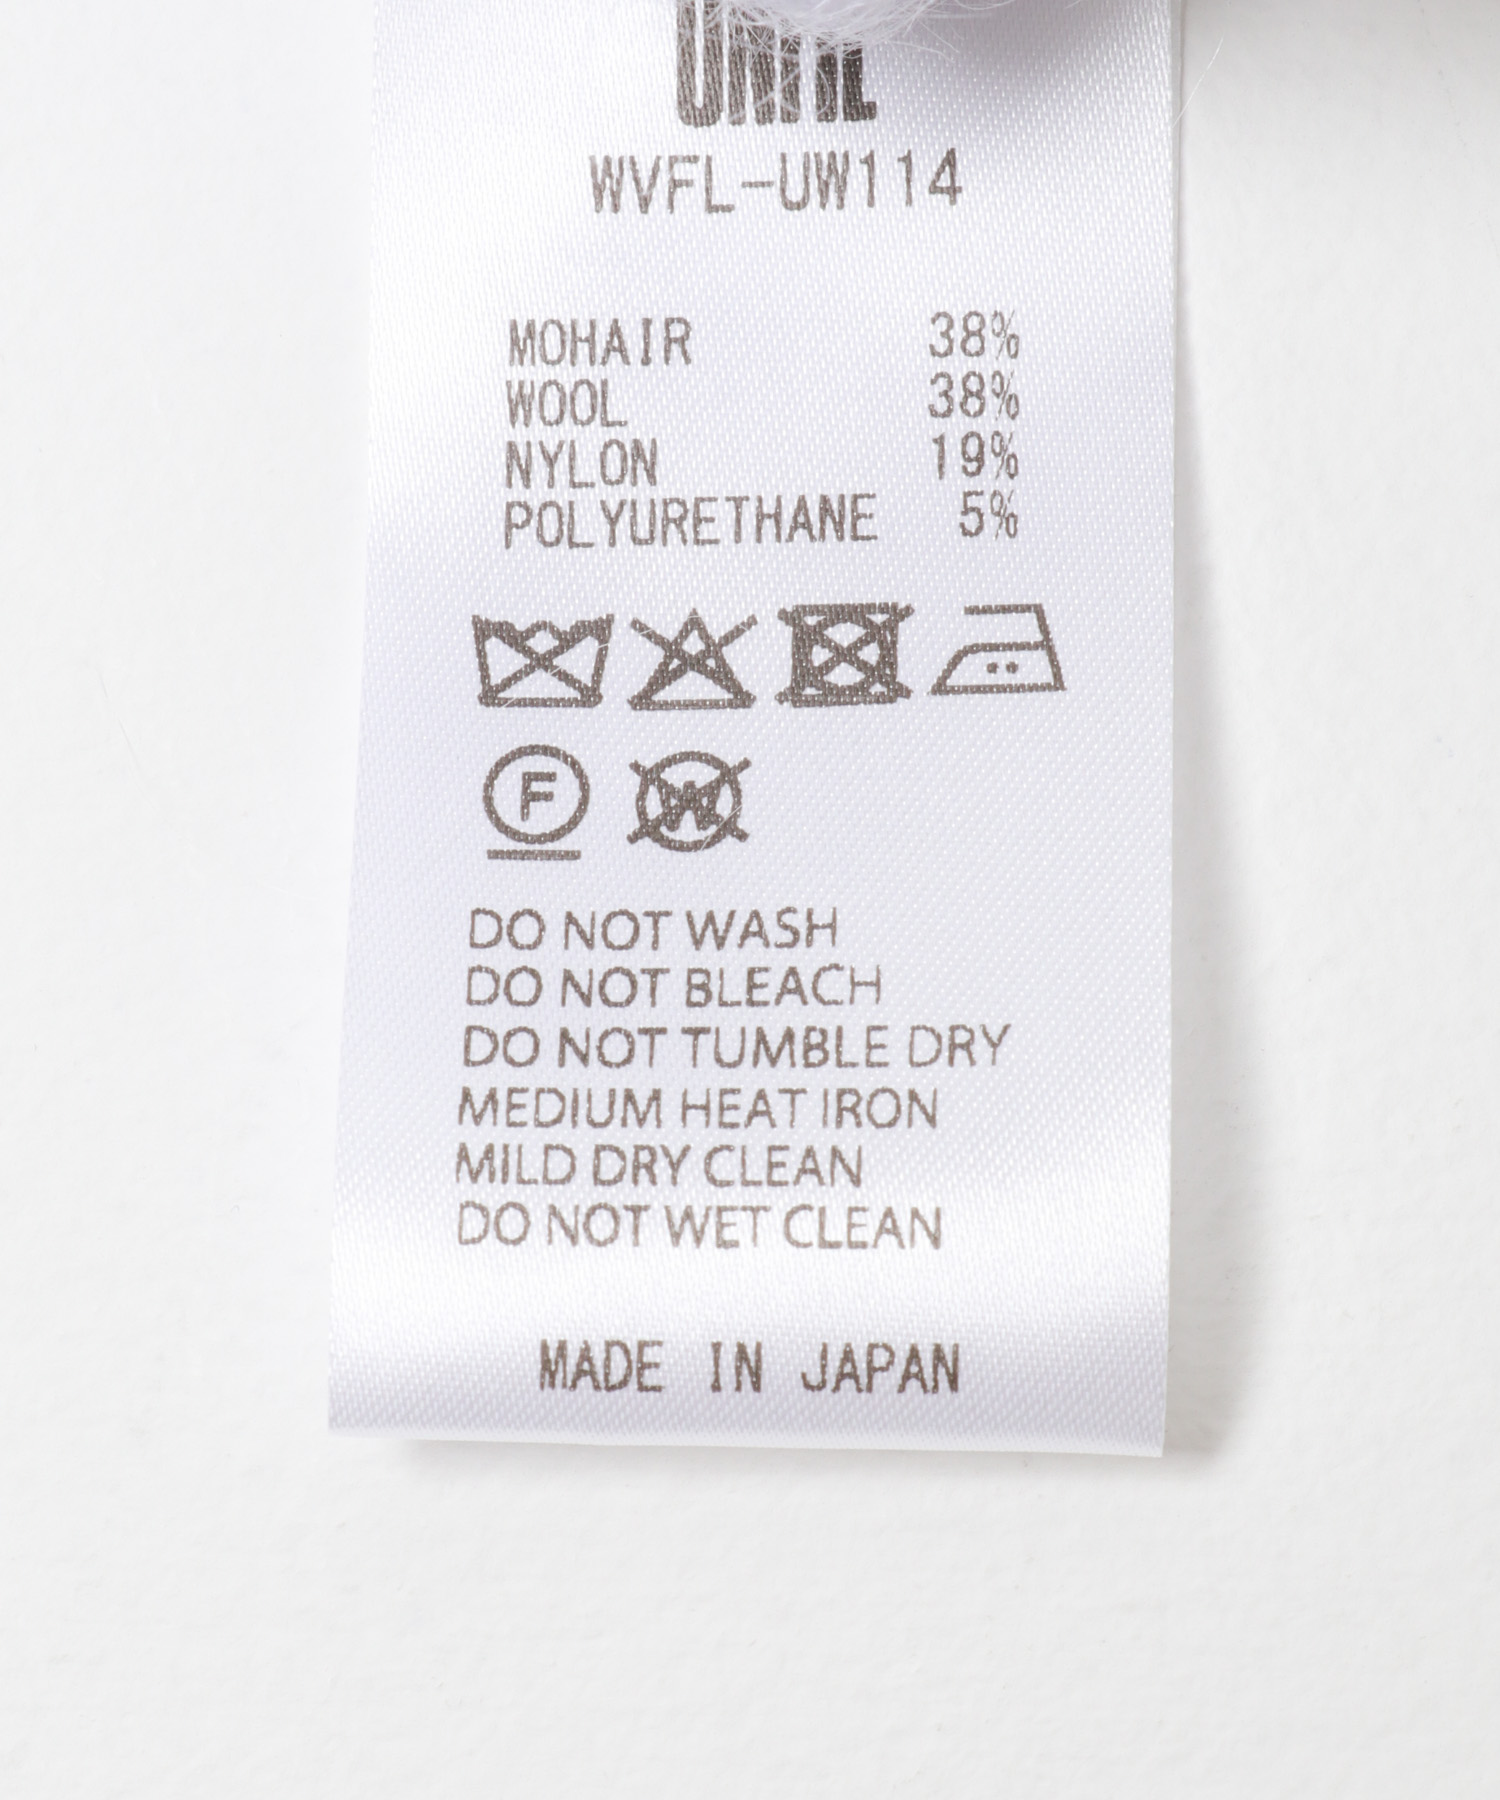 WVFL-UW114
MOHAIR 38%
WOOL 38%
NYLON 19%
POLYURETHANE 5%
F W
DO NOT WASH
DO NOT BLEACH
DO NOT TUMBLE DRY
MEDIUM HEAT IRON
MILD DRY CLEAN
DO NOT WET CLEAN
MADE IN JAPAN